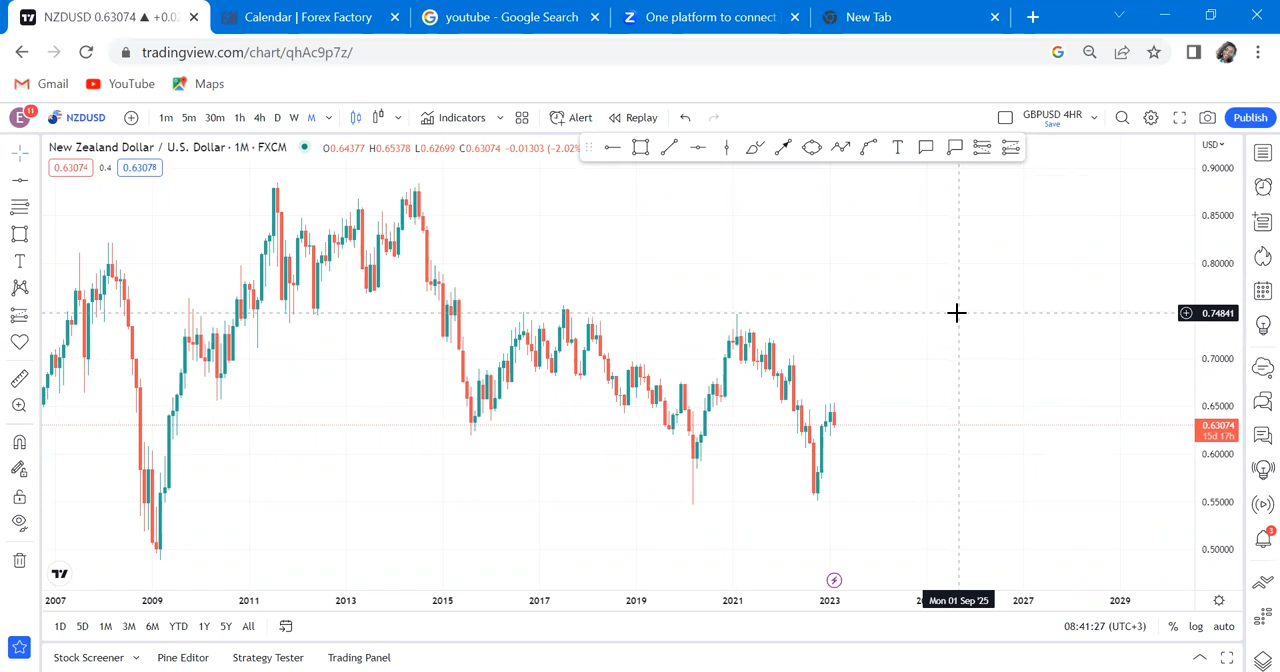 NZDUSD 0.63074 ▲ +0.0
Calendar | Forex Factory
youtube - Google Search
One platform to connect
New Tab
tradingview.com/chart/qhAc9p7z/
Gmail YouTube Maps
E 11 NZDUSD 1m 5m 30m 1h 4h D W M Indicators Alert Replay GBPUSD 4HR Save Publish
New Zealand Dollar / U.S. Dollar · 1M · FXCM O0.64377 H0.65378 L0.62699 C0.63074 −0.01303 (−2.02%
USD
0.63074 0.4 0.63078
0.90000
0.85000
0.80000
0.74841
0.70000
0.65000
0.63074
15d 17h
0.60000
0.55000
0.50000
3
2007 2009 2011 2013 2015 2017 2019 2021 2023 Mon 01 Sep '25 2027 2029
1D 5D 1M 3M 6M YTD 1Y 5Y All 08:41:27 (UTC+3) % log auto
Stock Screener Pine Editor Strategy Tester Trading Panel